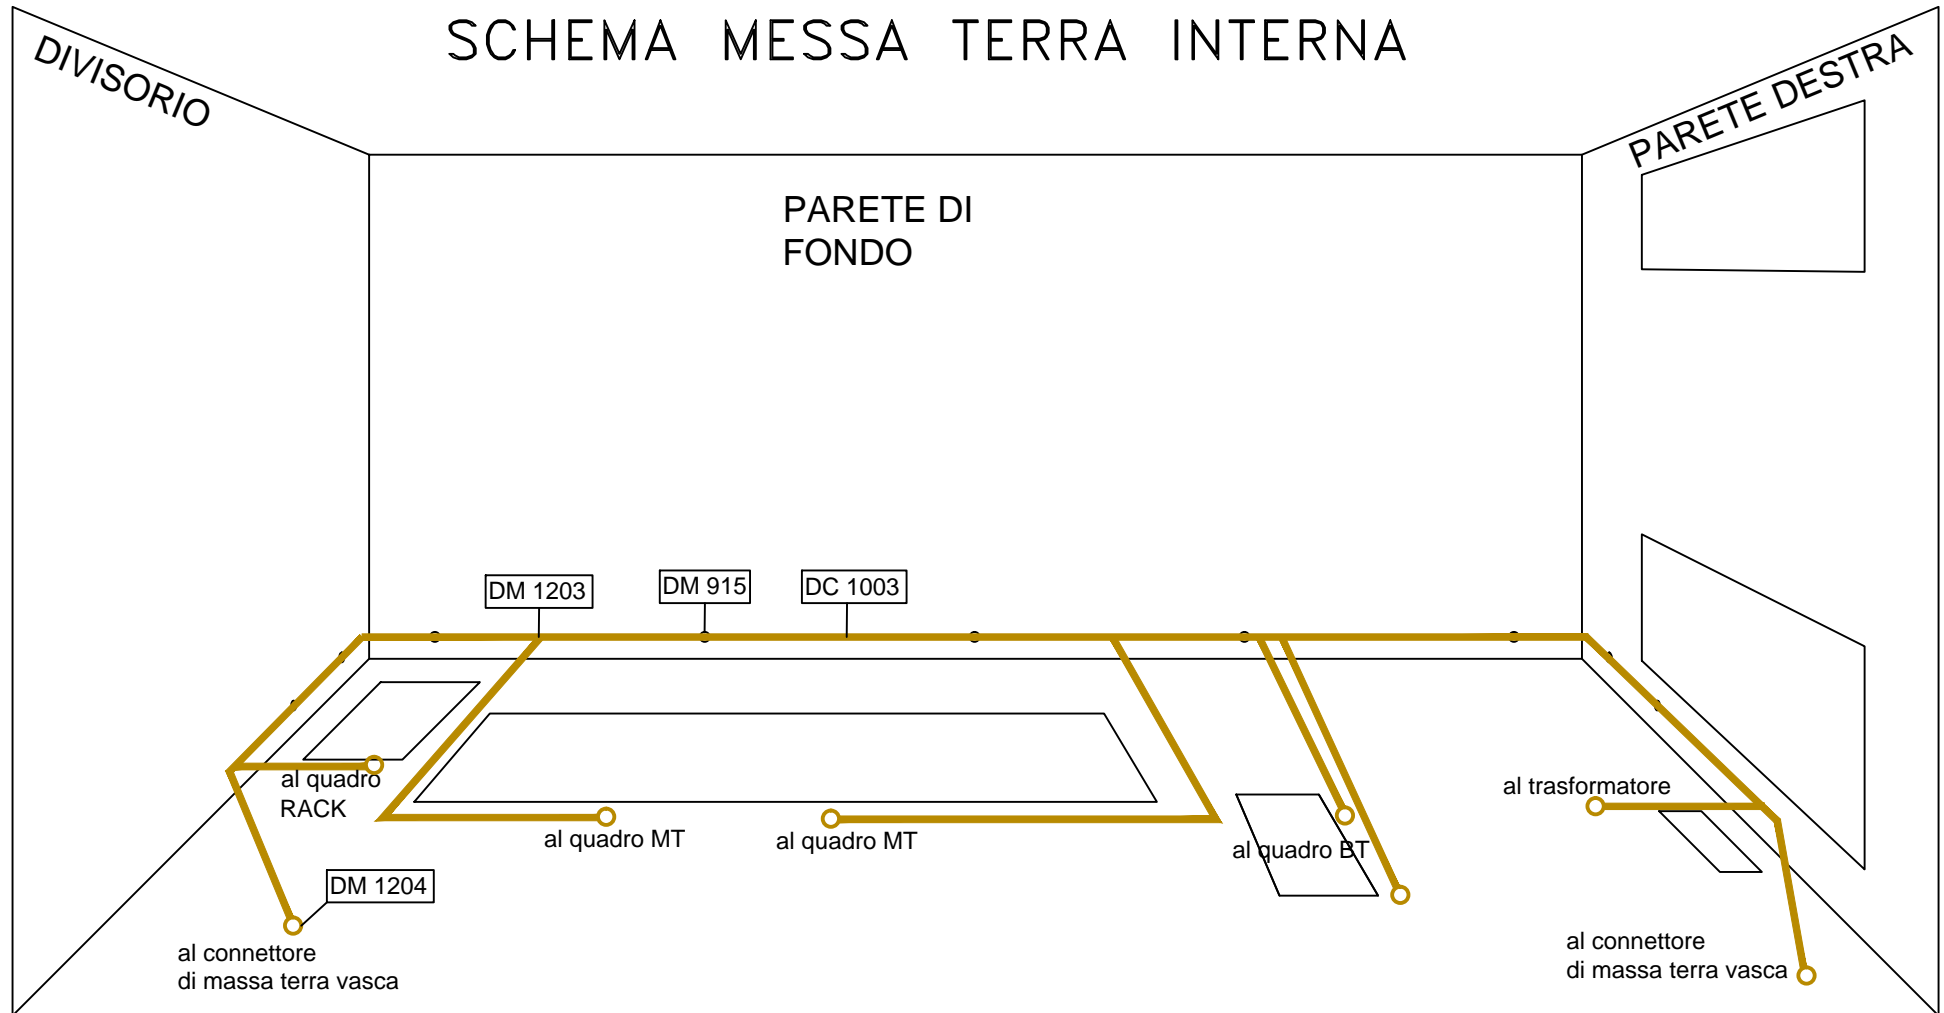 SCHEMA MESSA TERRA INTERNA
DIVISORIO
PARETE DESTRA
PARETE DI
FONDO
DM 1203
DM 915
DC 1003
al quadro
RACK
al quadro MT
al quadro MT
al quadro BT
al trasformatore
DM 1204
al connettore
di massa terra vasca
al connettore
di massa terra vasca